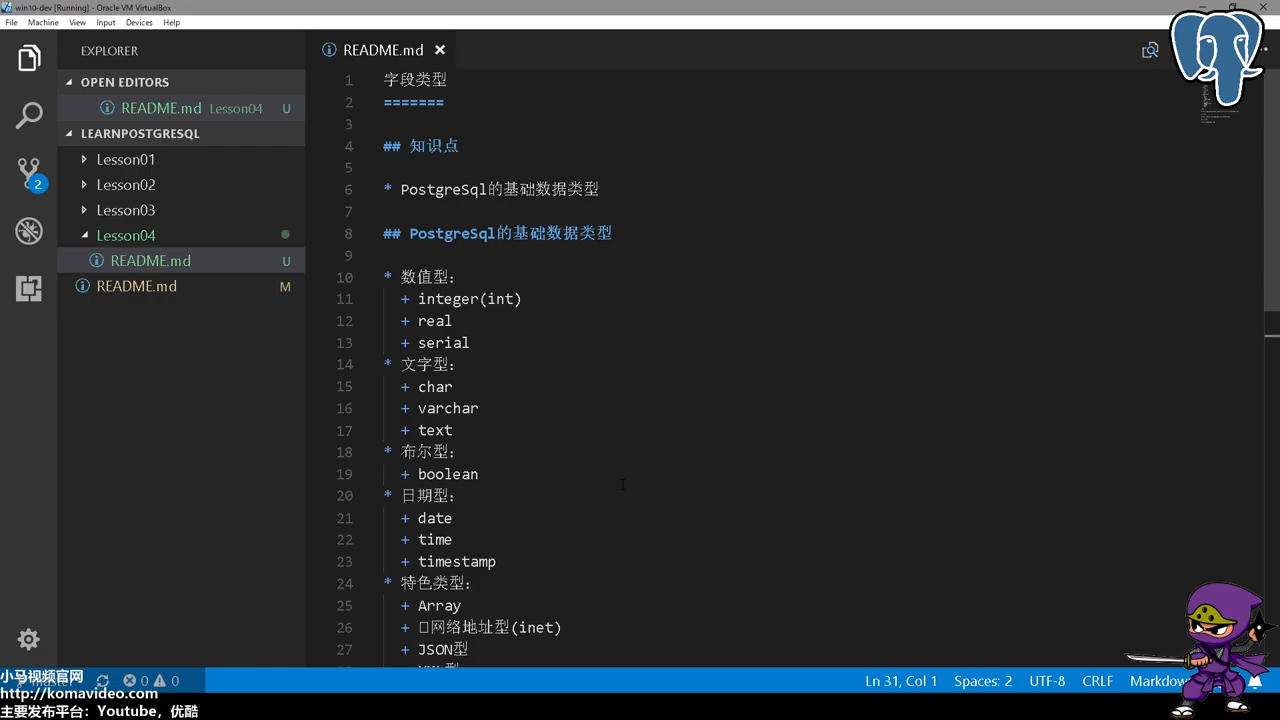 win10-dev [Running] - Oracle VM VirtualBox
File Machine View Input Devices Help
EXPLORER
OPEN EDITORS
README.md Lesson04 U
LEARNPOSTGRESQL
Lesson01
Lesson02
Lesson03
Lesson04
README.md U
README.md M
2
README.md
1 字段类型
2 =======
3
4 ## 知识点
5
6 * PostgreSql的基础数据类型
7
8 ## PostgreSql的基础数据类型
9
10 * 数值型:
11 + integer(int)
12 + real
13 + serial
14 * 文字型:
15 + char
16 + varchar
17 + text
18 * 布尔型:
19 + boolean
20 * 日期型:
21 + date
22 + time
23 + timestamp
24 * 特色类型:
25 + Array
26 + 网络地址型(inet)
27 + JSON型
0 0
Ln 31, Col 1 Spaces: 2 UTF-8 CRLF
小马视频官网
http://komavideo.com
主要发布平台: Youtube, 优酷